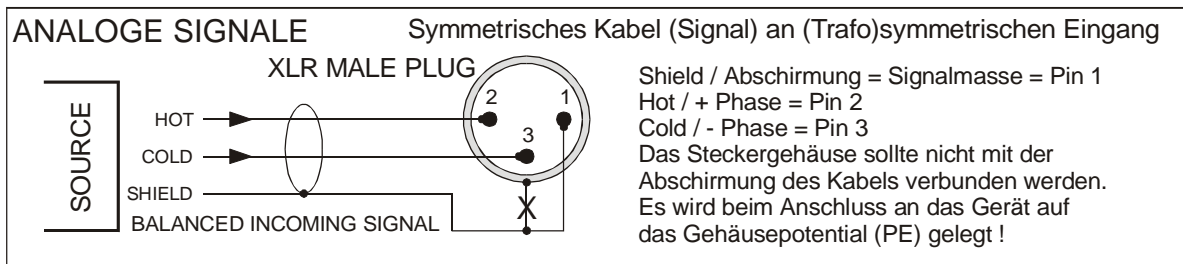 ANALOGE SIGNALE
Symmetrisches Kabel (Signal) an (Trafo)symmetrischen Eingang
XLR MALE PLUG
SOURCE
HOT
COLD
SHIELD
BALANCED INCOMING SIGNAL
2
1
3
X
Shield / Abschirmung = Signalmasse = Pin 1
Hot / + Phase = Pin 2
Cold / - Phase = Pin 3
Das Steckergehäuse sollte nicht mit der
Abschirmung des Kabels verbunden werden.
Es wird beim Anschluss an das Gerät auf
das Gehäusepotential (PE) gelegt !